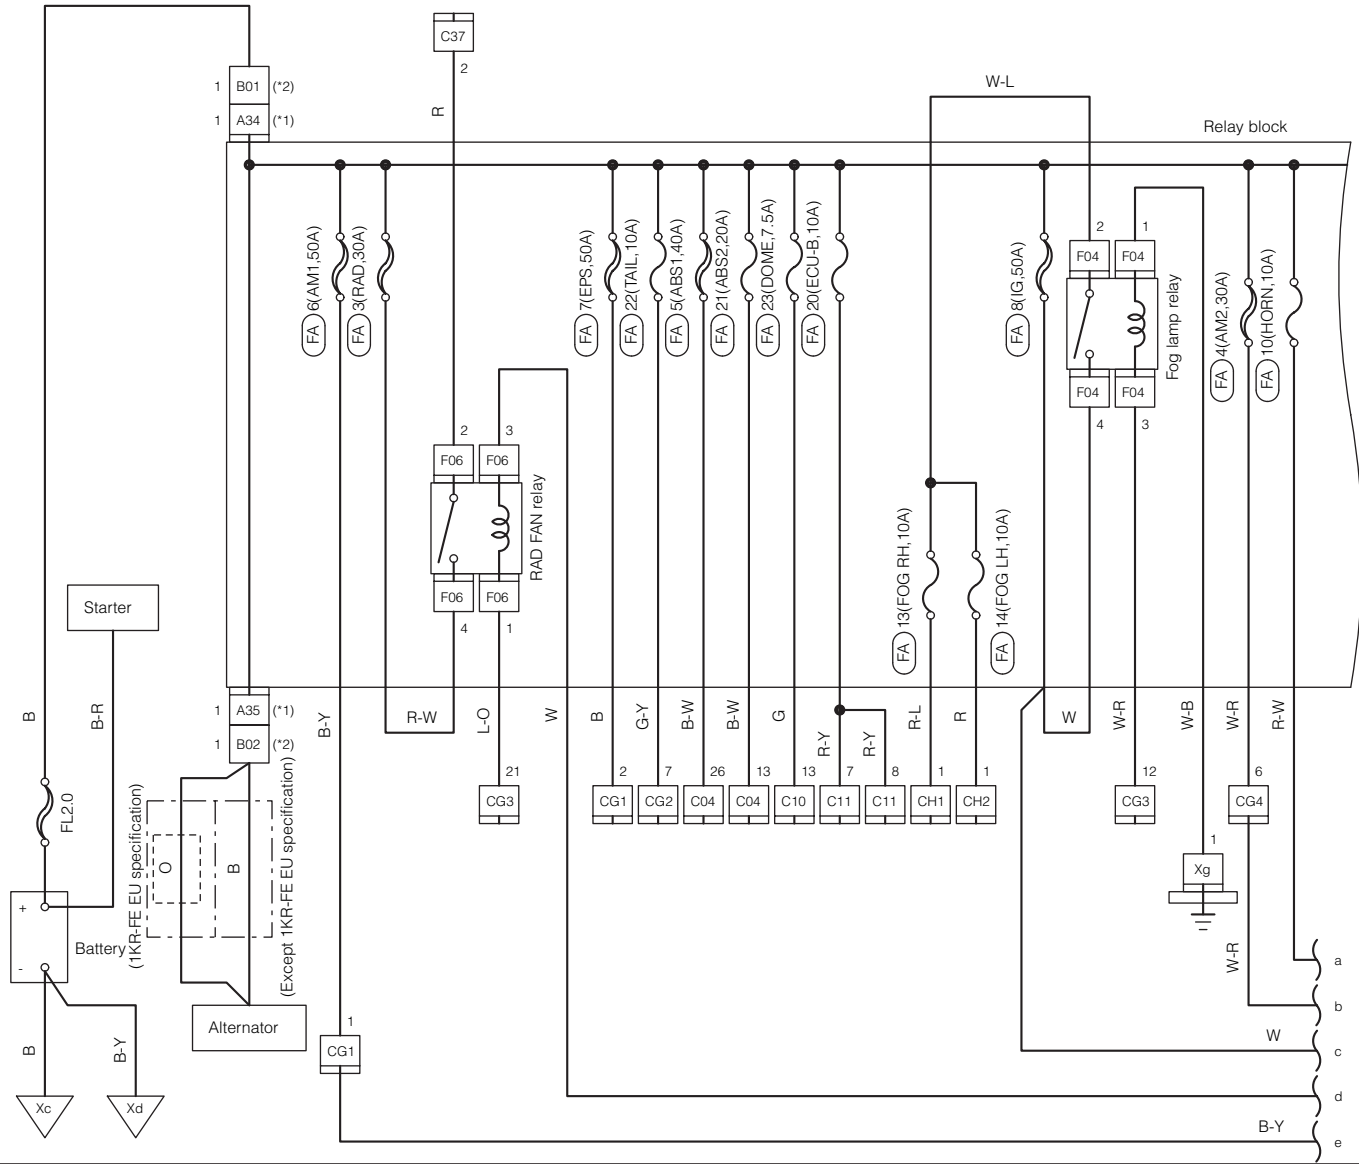 C37
2
R
W-L
Relay block
1 B01 (*2)
1 A34 (*1)
FA 6(AM1,50A)
FA 3(RAD,30A)
FA 7(EPS,50A)
FA 22(TAIL,10A)
FA 5(ABS1,40A)
FA 21(ABS2,20A)
FA 23(DOME,7.5A)
FA 20(ECU-B,10A)
FA 8(IG,50A)
2 1
F04 F04
Fog lamp relay
F04 F04
4 3
FA 4(AM2,30A)
FA 10(HORN,10A)
2 3
F06 F06
RAD FAN relay
F06 F06
4 1
FA 13(FOG RH,10A)
FA 14(FOG LH,10A)
Starter
B
B-R
1 A35 (*1)
1 B02 (*2)
B-Y
R-W
L-O
W
B
G-Y
B-W
B-W
G
R-Y
R-Y
R-L
R
W
W-R
W-B
W-R
R-W
21 2 7 26 13 13 7 8 1 1 12 6
CG3 CG1 CG2 C04 C04 C10 C11 C11 CH1 CH2 CG3 CG4
FL2.0
(1KR-FE EU specification)
O
B
(Except 1KR-FE EU specification)
1
Xg
+
-
Battery
W-R
a
b
Alternator
1
CG1
W
c
B
B-Y
Xc
Xd
d
B-Y
e